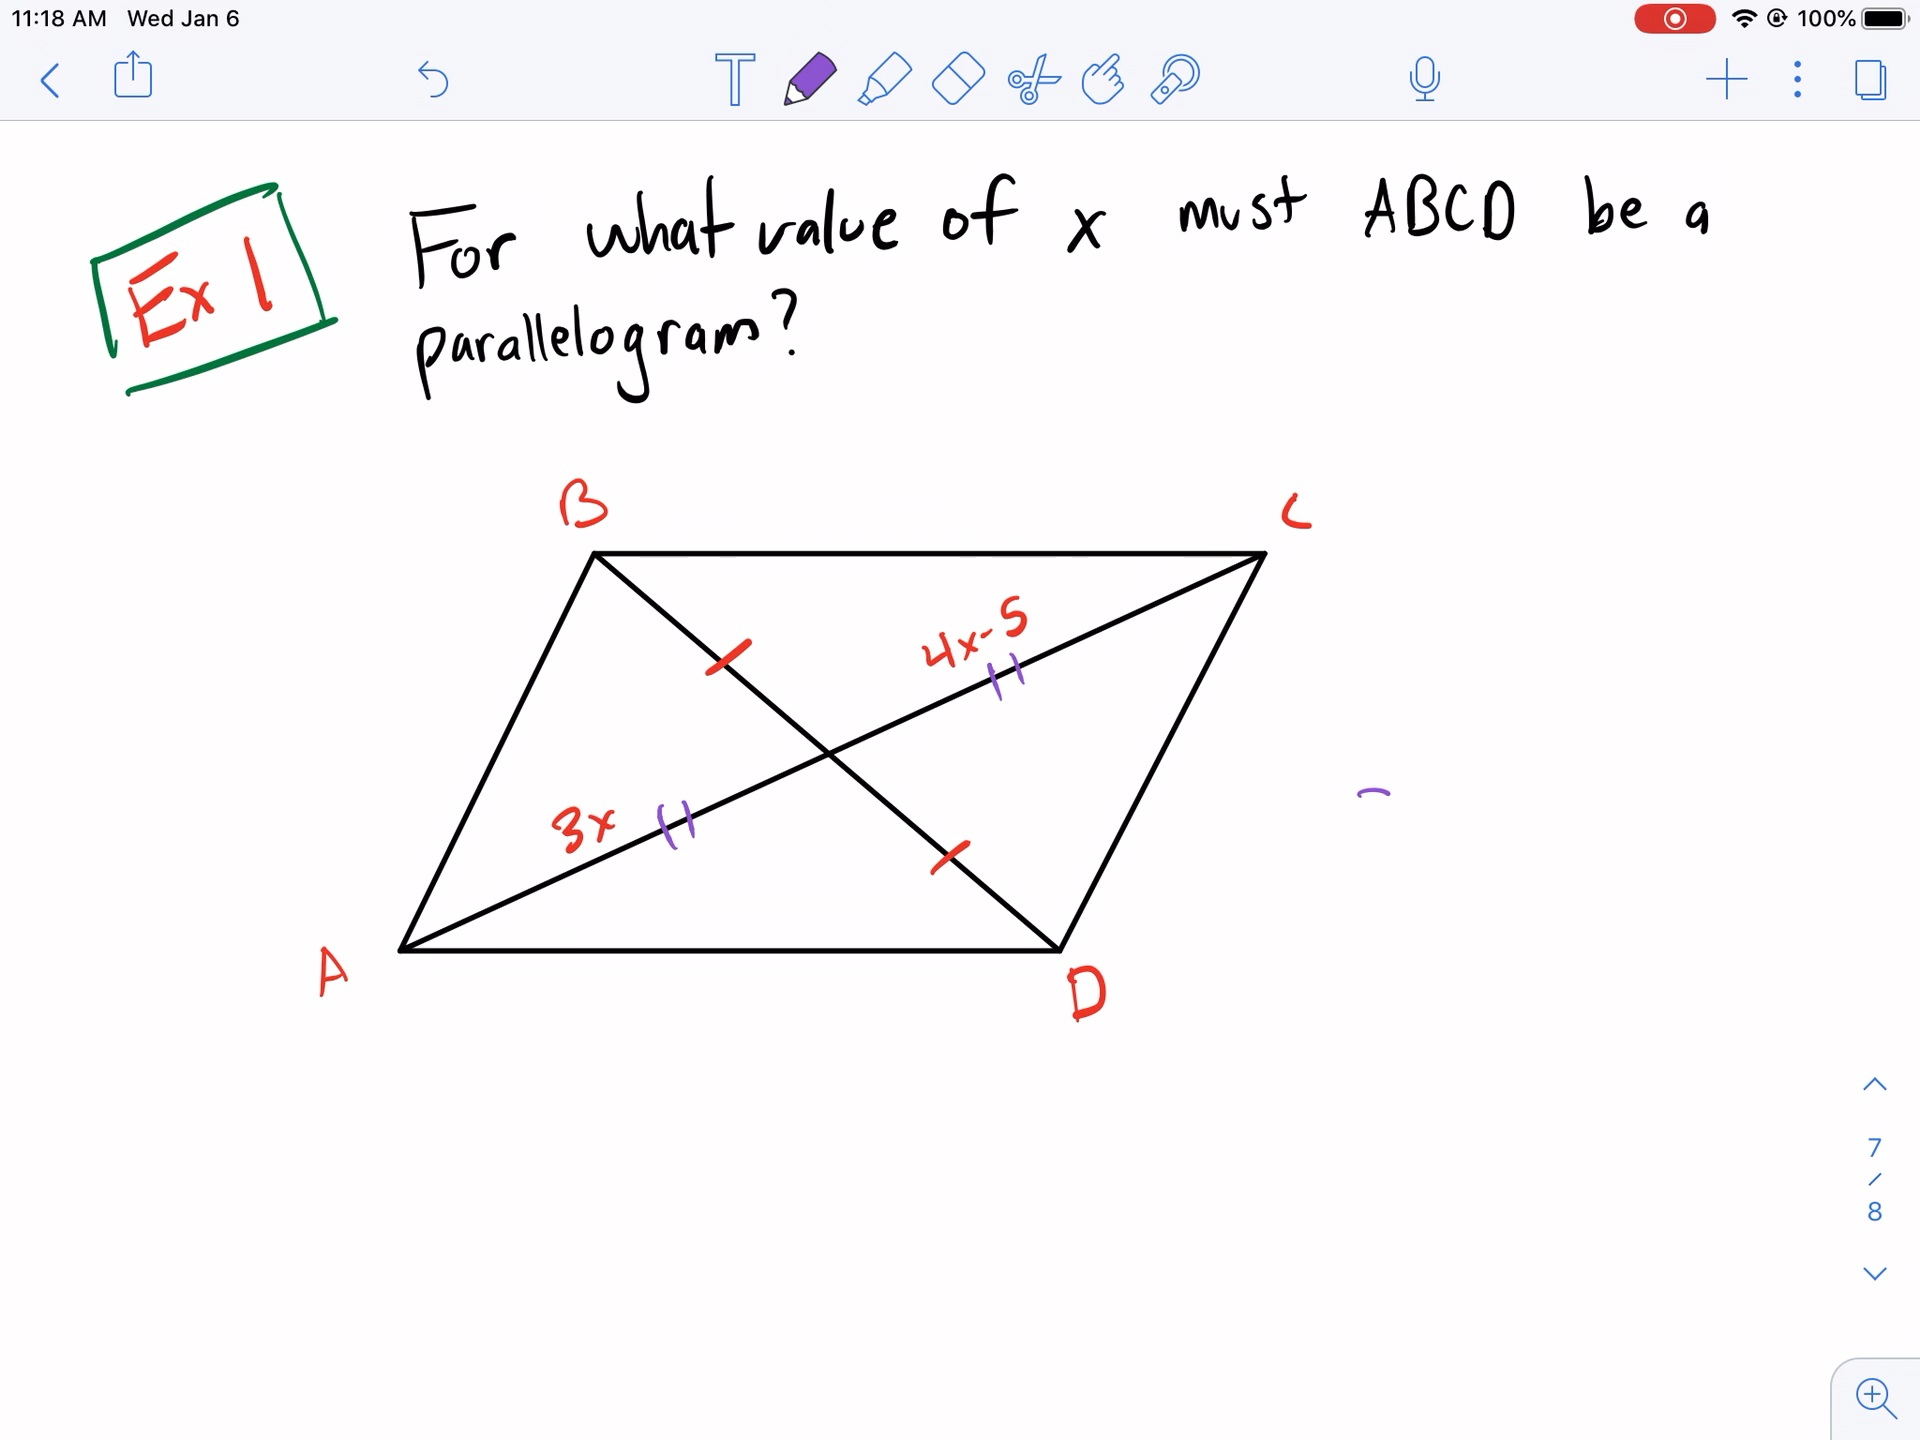 11:18 AM Wed Jan 6
100%
T
Ex 1
For what value of x must ABCD be a
parallelogram?
B
C
4x-5
3x
A
D
7
/
8